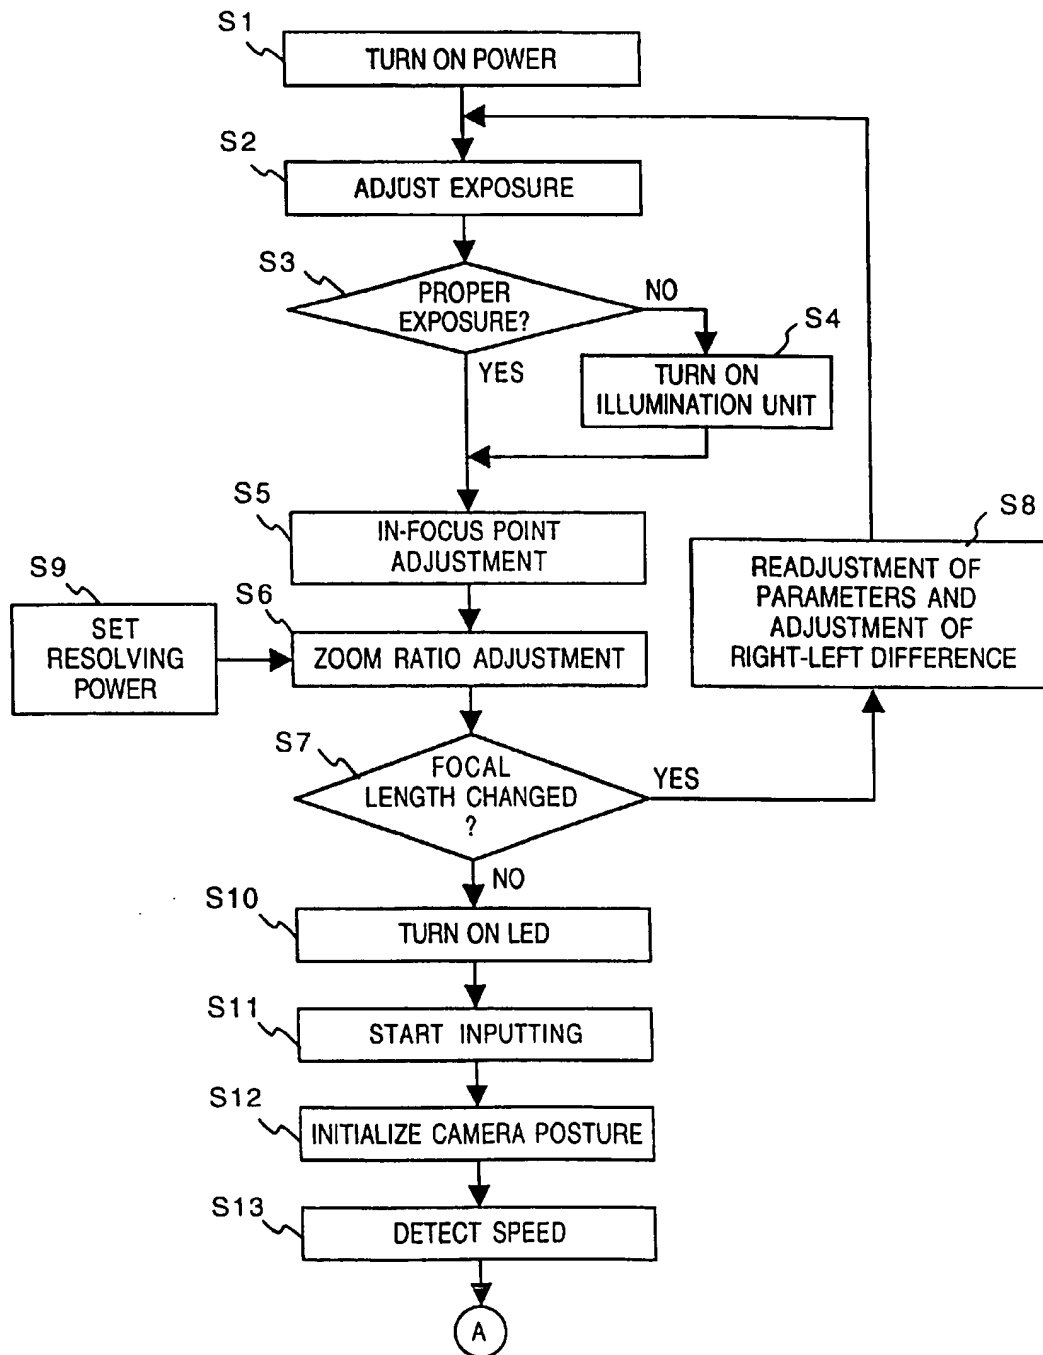 S1
TURN ON POWER
S2
ADJUST EXPOSURE
S3
PROPER
EXPOSURE?
NO
YES
S4
TURN ON
ILLUMINATION UNIT
S5
IN-FOCUS POINT
ADJUSTMENT
S8
READJUSTMENT OF
PARAMETERS AND
ADJUSTMENT OF
RIGHT-LEFT DIFFERENCE
S9
SET
RESOLVING
POWER
S6
ZOOM RATIO ADJUSTMENT
S7
FOCAL
LENGTH CHANGED
?
YES
NO
S10
TURN ON LED
S11
START INPUTTING
S12
INITIALIZE CAMERA POSTURE
S13
DETECT SPEED
A